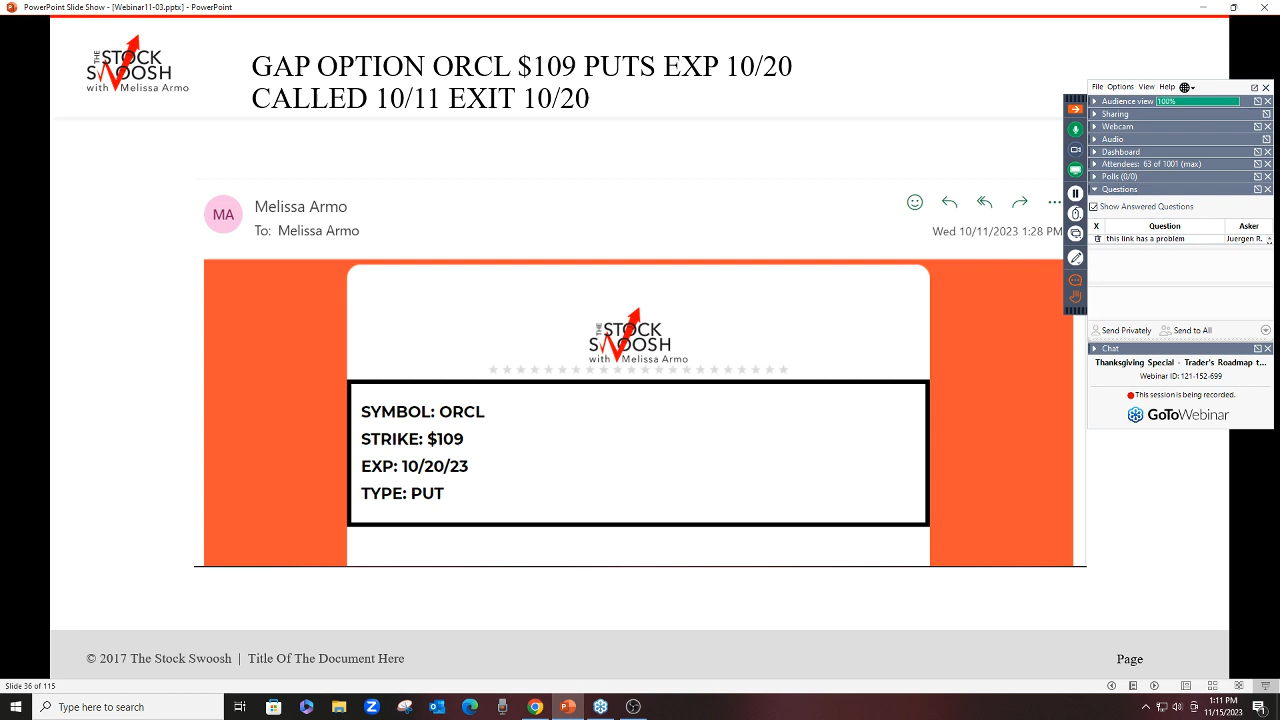 PowerPoint Slide Show - [Webinar11-03.pptx] - PowerPoint
THE
STOCK
SWOOSH
with Melissa Armo
GAP OPTION ORCL $109 PUTS EXP 10/20
CALLED 10/11 EXIT 10/20
MA
Melissa Armo
To: Melissa Armo
Wed 10/11/2023 1:28 PM
THE
STOCK
SWOOSH
with Melissa Armo
SYMBOL: ORCL
STRIKE: $109
EXP: 10/20/23
TYPE: PUT
File Options View Help
Audience view 100%
Sharing
Webcam
Audio
Dashboard
Attendees: 63 of 1001 (max)
Polls (0/0)
Questions
Show Answered Questions
X Question Asker
this link has a problem Juergen R.
Send Privately Send to All
Chat
Thanksgiving Special - Trader's Roadmap t...
Webinar ID: 121-152-699
This session is being recorded.
GoToWebinar
© 2017 The Stock Swoosh | Title Of The Document Here
Page
Slide 36 of 115
Type here to search
1:11 PM
11/15/2023